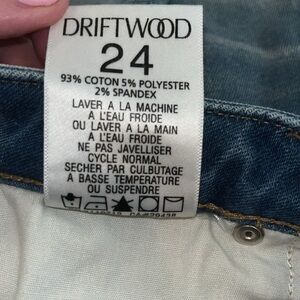 DRIFTWOOD
24
93% COTTON 5% POLYESTER
2% SPANDEX
LAVER A LA MACHINE
A L'EAU FROIDE
OU LAVER A LA MAIN
A L'EAU FROIDE
NE PAS JAVELLISER
CYCLE NORMAL
SECHER PAR CULBUTAGE
A BASSE TEMPERATURE
OU SUSPENDRE